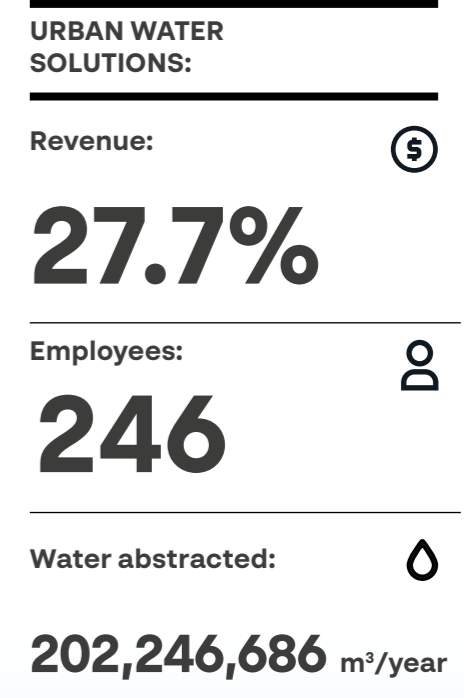 URBAN WATER
SOLUTIONS:
Revenue:
$
27.7%
Employees:
246
Water abstracted:
202,246,686 m³/year